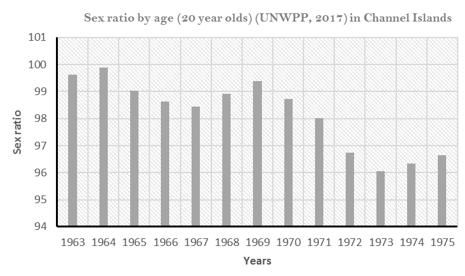 Sex ratio by age (20 year olds) (UNWPP, 2017) in Channel Islands
101
100
99
98
97
96
95
94
Sex ratio
1963 1964 1965 1966 1967 1968 1969 1970 1971 1972 1973 1974 1975
Years